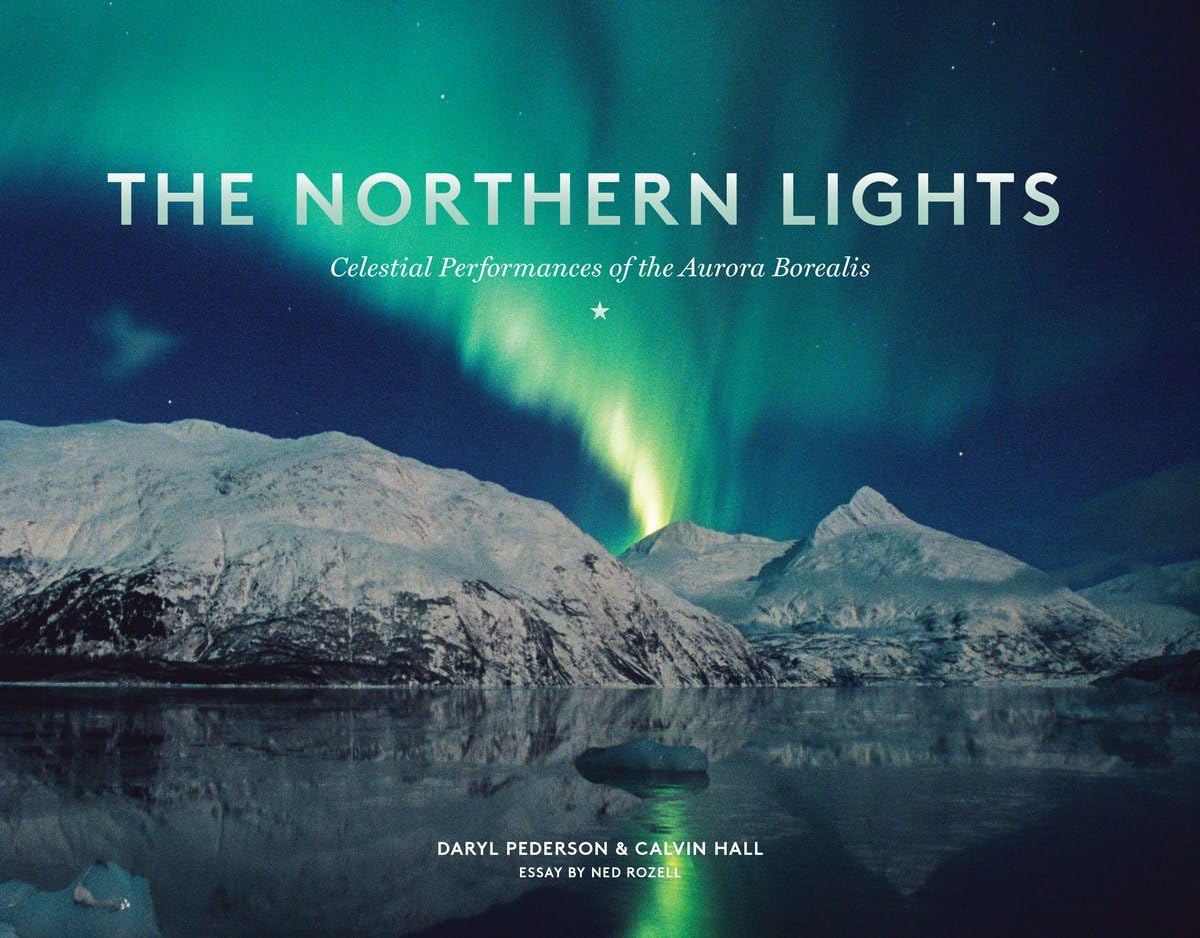 THE NORTHERN LIGHTS
Celestial Performances of the Aurora Borealis
DARYL PEDERSON & CALVIN HALL
ESSAY BY NED ROZELL